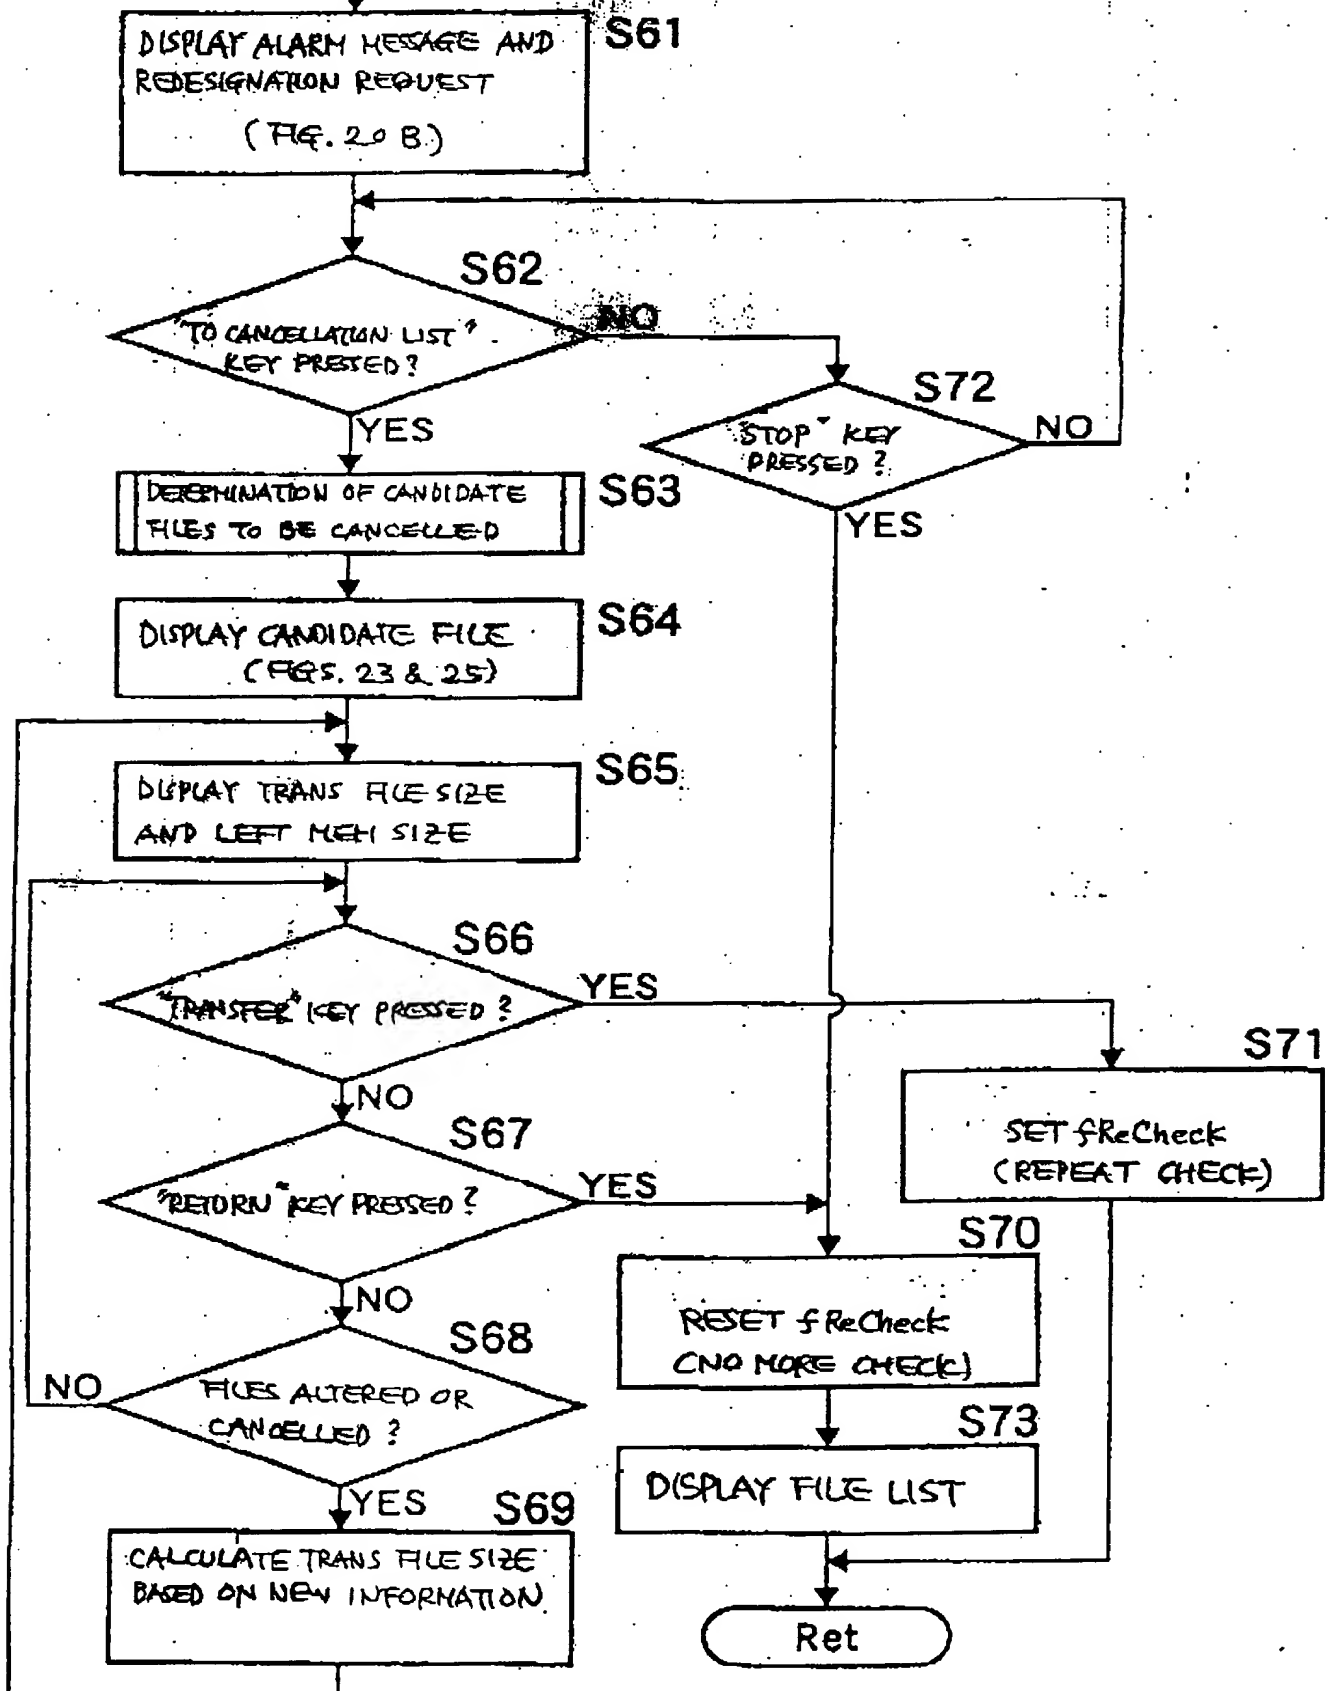 S61
DISPLAY ALARM MESSAGE AND
REDESIGNATION REQUEST
(FIG. 20 B)
S62
"TO CANCELLATION LIST"
KEY PRESSED?
NO
YES
S72
"STOP" KEY
PRESSED?
NO
YES
S63
DETERMINATION OF CANDIDATE
FILES TO BE CANCELLED
S64
DISPLAY CANDIDATE FILE
(FIGS. 23 & 25)
S65
DISPLAY TRANS FILE SIZE
AND LEFT MEM SIZE
S66
"TRANSFER" KEY PRESSED?
YES
NO
S71
SET fReCheck
(REPEAT CHECK)
S67
"RETURN" KEY PRESSED?
YES
NO
S70
RESET fReCheck
(NO MORE CHECK)
S68
FILES ALTERED OR
CANCELLED?
NO
YES
S73
DISPLAY FILE LIST
S69
CALCULATE TRANS FILE SIZE
BASED ON NEW INFORMATION.
Ret